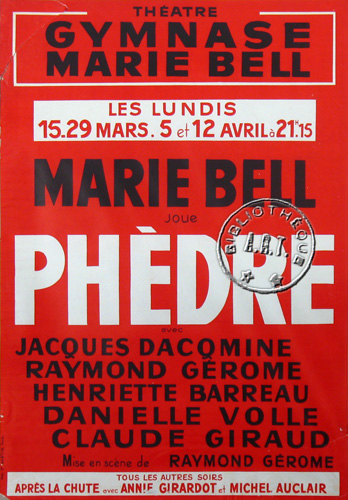 THÉATRE
GYMNASE
MARIE BELL
LES LUNDIS
15.29 MARS. 5 et 12 AVRIL à 21H.15
MARIE BELL
joue
PHÈDRE
BIBLIOTHÈQUE
A.R.T.
avec
JACQUES DACOMINE
RAYMOND GÉROME
HENRIETTE BARREAU
DANIELLE VOLLE
CLAUDE GIRAUD
Mise en scène de RAYMOND GÉROME
TOUS LES AUTRES SOIRS
APRÈS LA CHUTE avec ANNIE GIRARDOT et MICHEL AUCLAIR